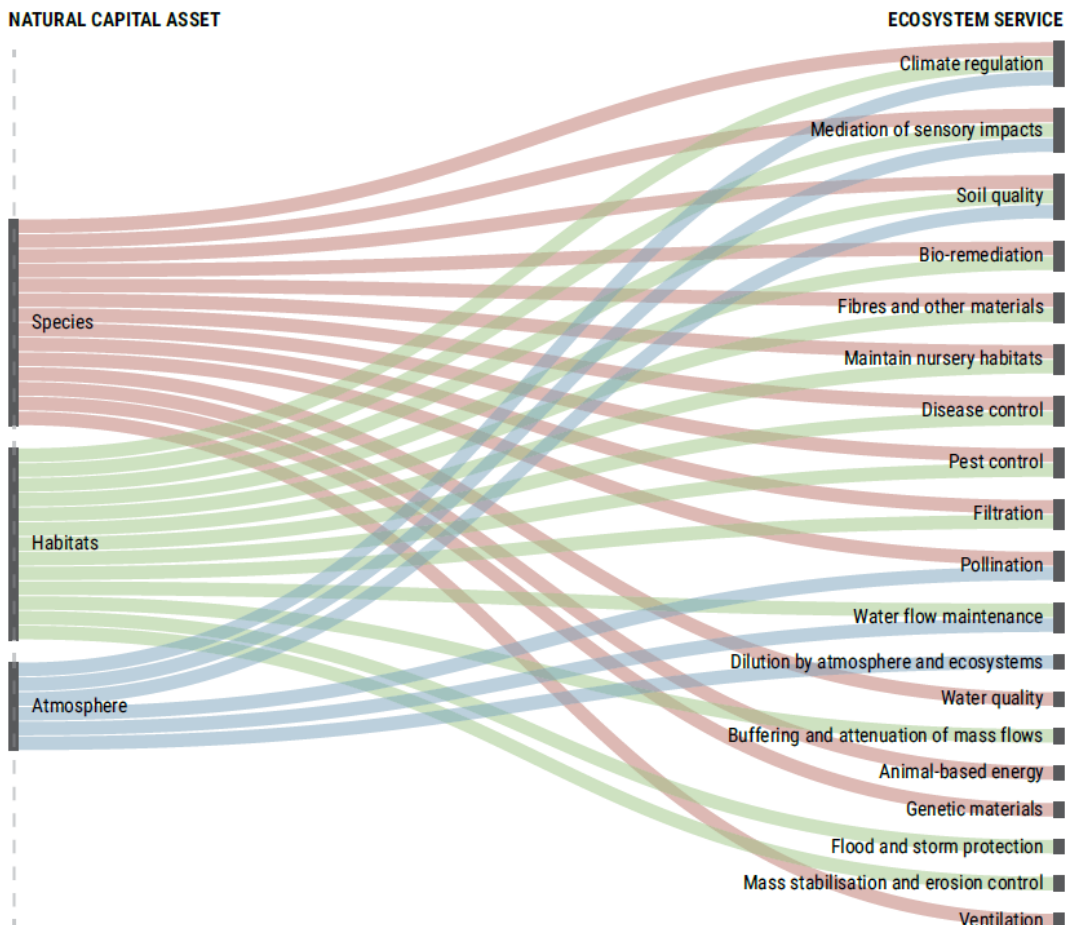 NATURAL CAPITAL ASSET
ECOSYSTEM SERVICE
Climate regulation
Mediation of sensory impacts
Soil quality
Bio-remediation
Fibres and other materials
Species
Maintain nursery habitats
Disease control
Pest control
Filtration
Habitats
Pollination
Water flow maintenance
Dilution by atmosphere and ecosystems
Water quality
Atmosphere
Buffering and attenuation of mass flows
Animal-based energy
Genetic materials
Flood and storm protection
Mass stabilisation and erosion control
Ventilation